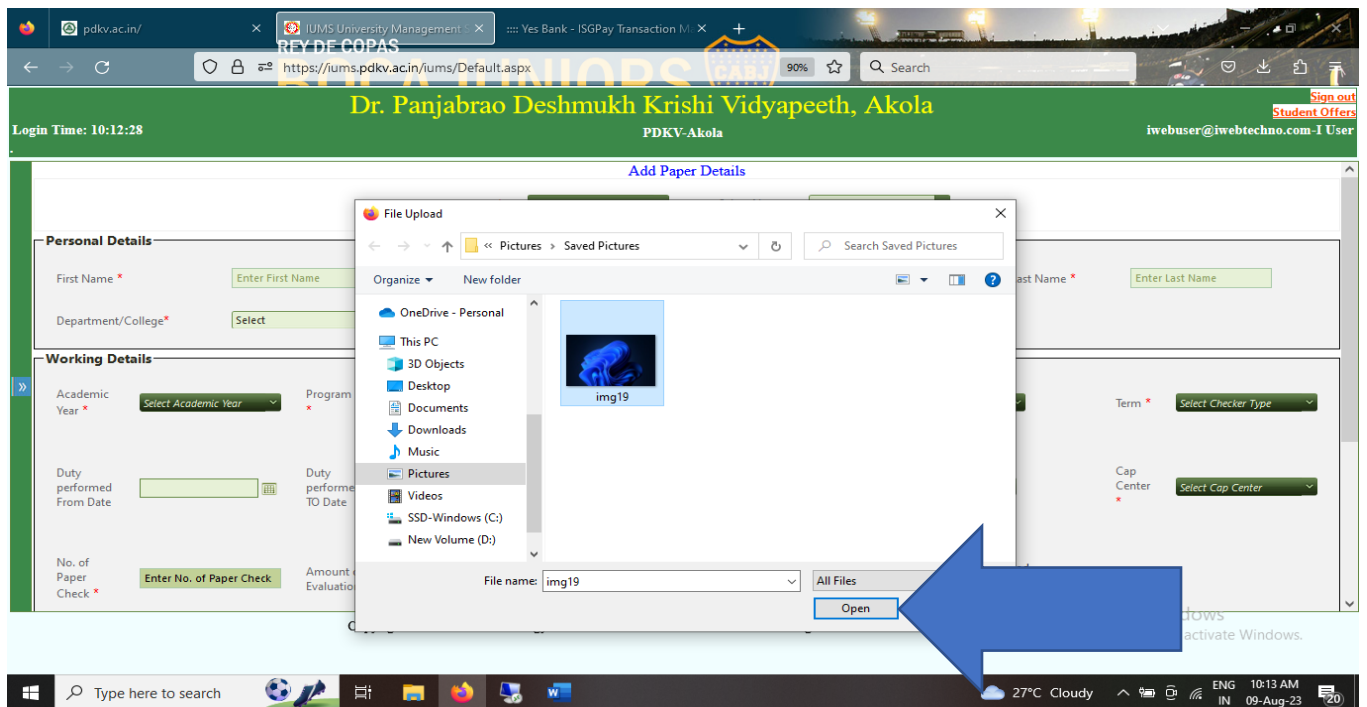 pdkv.ac.in/
IUMS University Management S
:::: Yes Bank - ISGPay Transaction M
REY DE COPAS
https://iums.pdkv.ac.in/iums/Default.aspx
90%
Search
BOCA JUNIORS
CABJ
Dr. Panjabrao Deshmukh Krishi Vidyapeeth, Akola
Sign out
Student Offers
Login Time: 10:12:28
PDKV-Akola
iwebuser@iwebtechno.com-I User
Add Paper Details
File Upload
« Pictures > Saved Pictures
Search Saved Pictures
Organize
New folder
OneDrive - Personal
This PC
3D Objects
Desktop
Documents
Downloads
Music
Pictures
Videos
SSD-Windows (C:)
New Volume (D:)
img19
File name:
img19
All Files
Open
Personal Details
First Name *
Enter First Name
ast Name *
Enter Last Name
Department/College*
Select
Working Details
Academic
Year *
Select Academic Year
Program
*
Term *
Select Checker Type
Duty
performed
From Date
Duty
performe
TO Date
Cap
Center
*
Select Cap Center
No. of
Paper
Check *
Enter No. of Paper Check
Amount
Evaluatio
dows
activate Windows.
Type here to search
27°C Cloudy
ENG
IN
10:13 AM
09-Aug-23
20